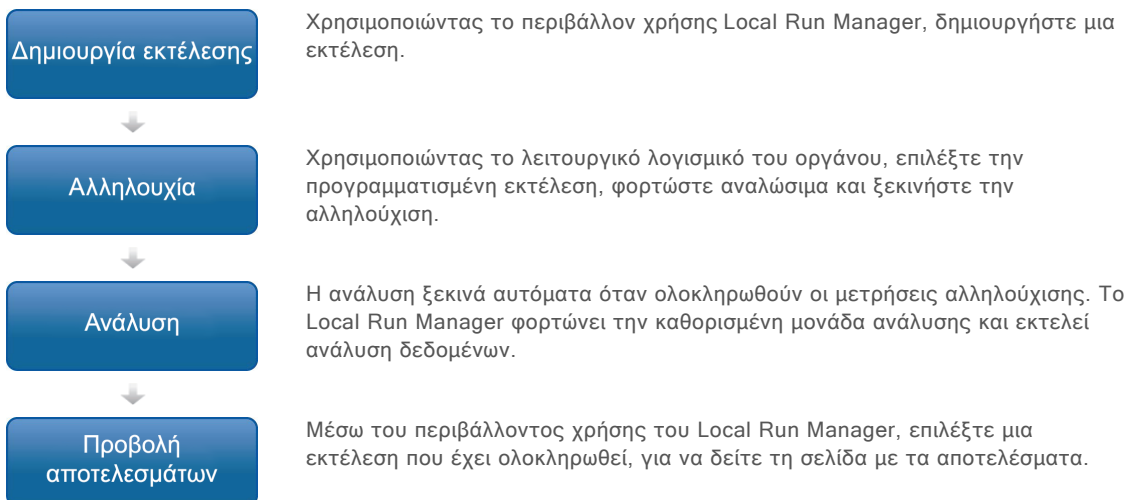 Δημιουργία εκτέλεσης
Χρησιμοποιώντας το περιβάλλον χρήσης Local Run Manager, δημιουργήστε μια
εκτέλεση.
Αλληλουχία
Χρησιμοποιώντας το λειτουργικό λογισμικό του οργάνου, επιλέξτε την
προγραμματισμένη εκτέλεση, φορτώστε αναλώσιμα και ξεκινήστε την
αλληλούχιση.
Ανάλυση
Η ανάλυση ξεκινά αυτόματα όταν ολοκληρωθούν οι μετρήσεις αλληλούχισης. Το
Local Run Manager φορτώνει την καθορισμένη μονάδα ανάλυσης και εκτελεί
ανάλυση δεδομένων.
Προβολή
αποτελεσμάτων
Μέσω του περιβάλλοντος χρήσης του Local Run Manager, επιλέξτε μια
εκτέλεση που έχει ολοκληρωθεί, για να δείτε τη σελίδα με τα αποτελέσματα.